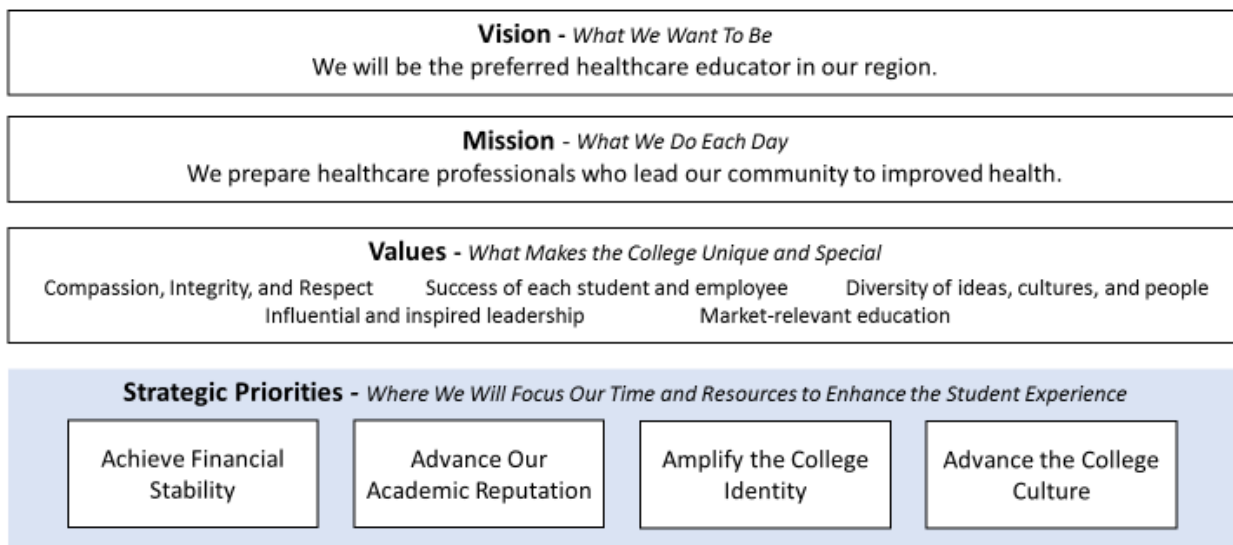 Vision - What We Want To Be
We will be the preferred healthcare educator in our region.
Mission - What We Do Each Day
We prepare healthcare professionals who lead our community to improved health.
Values - What Makes the College Unique and Special
Compassion, Integrity, and Respect Success of each student and employee Diversity of ideas, cultures, and people
Influential and inspired leadership Market-relevant education
Strategic Priorities - Where We Will Focus Our Time and Resources to Enhance the Student Experience
Achieve Financial
Stability
Advance Our
Academic Reputation
Amplify the College
Identity
Advance the College
Culture